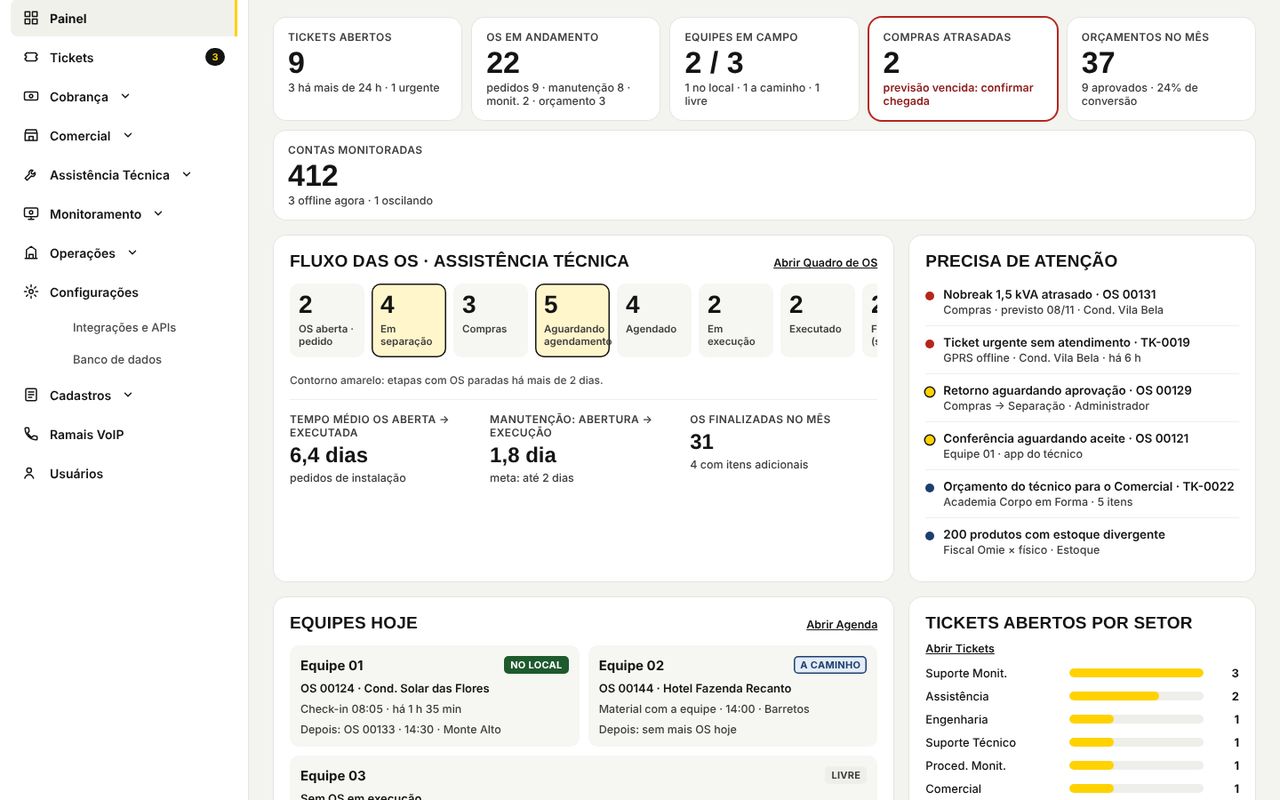 Painel
Tickets
3
Cobrança
Comercial
Assistência Técnica
Monitoramento
Operações
Configurações
Integrações e APIs
Banco de dados
Cadastros
Ramais VoIP
Usuários
TICKETS ABERTOS
9
3 há mais de 24 h · 1 urgente
OS EM ANDAMENTO
22
pedidos 9 · manutenção 8 ·
monit. 2 · orçamento 3
EQUIPES EM CAMPO
2 / 3
1 no local · 1 a caminho · 1
livre
COMPRAS ATRASADAS
2
previsão vencida: confirmar
chegada
ORÇAMENTOS NO MÊS
37
9 aprovados · 24% de
conversão
CONTAS MONITORADAS
412
3 offline agora · 1 oscilando
FLUXO DAS OS · ASSISTÊNCIA TÉCNICA
Abrir Quadro de OS
2
OS aberta ·
pedido
4
Em
separação
3
Compras
5
Aguardando
agendamento
4
Agendado
2
Em
execução
2
Executado
2
Contorno amarelo: etapas com OS paradas há mais de 2 dias.
TEMPO MÉDIO OS ABERTA →
EXECUTADA
6,4 dias
pedidos de instalação
MANUTENÇÃO: ABERTURA →
EXECUÇÃO
1,8 dia
meta: até 2 dias
OS FINALIZADAS NO MÊS
31
4 com itens adicionais
PRECISA DE ATENÇÃO
Nobreak 1,5 kVA atrasado · OS 00131
Compras · previsto 08/11 · Cond. Vila Bela
Ticket urgente sem atendimento · TK-0019
GPRS offline · Cond. Vila Bela · há 6 h
Retorno aguardando aprovação · OS 00129
Compras → Separação · Administrador
Conferência aguardando aceite · OS 00121
Equipe 01 · app do técnico
Orçamento do técnico para o Comercial · TK-0022
Academia Corpo em Forma · 5 itens
200 produtos com estoque divergente
Fiscal Omie × físico · Estoque
EQUIPES HOJE
Abrir Agenda
Equipe 01
NO LOCAL
OS 00124 · Cond. Solar das Flores
Check-in 08:05 · há 1 h 35 min
Depois: OS 00133 · 14:30 · Monte Alto
Equipe 02
A CAMINHO
OS 00144 · Hotel Fazenda Recanto
Material com a equipe · 14:00 · Barretos
Depois: sem mais OS hoje
Equipe 03
LIVRE
Sem OS em execução
TICKETS ABERTOS POR SETOR
Abrir Tickets
Suporte Monit.
3
Assistência
2
Engenharia
1
Suporte Técnico
1
Proced. Monit.
1
Comercial
1